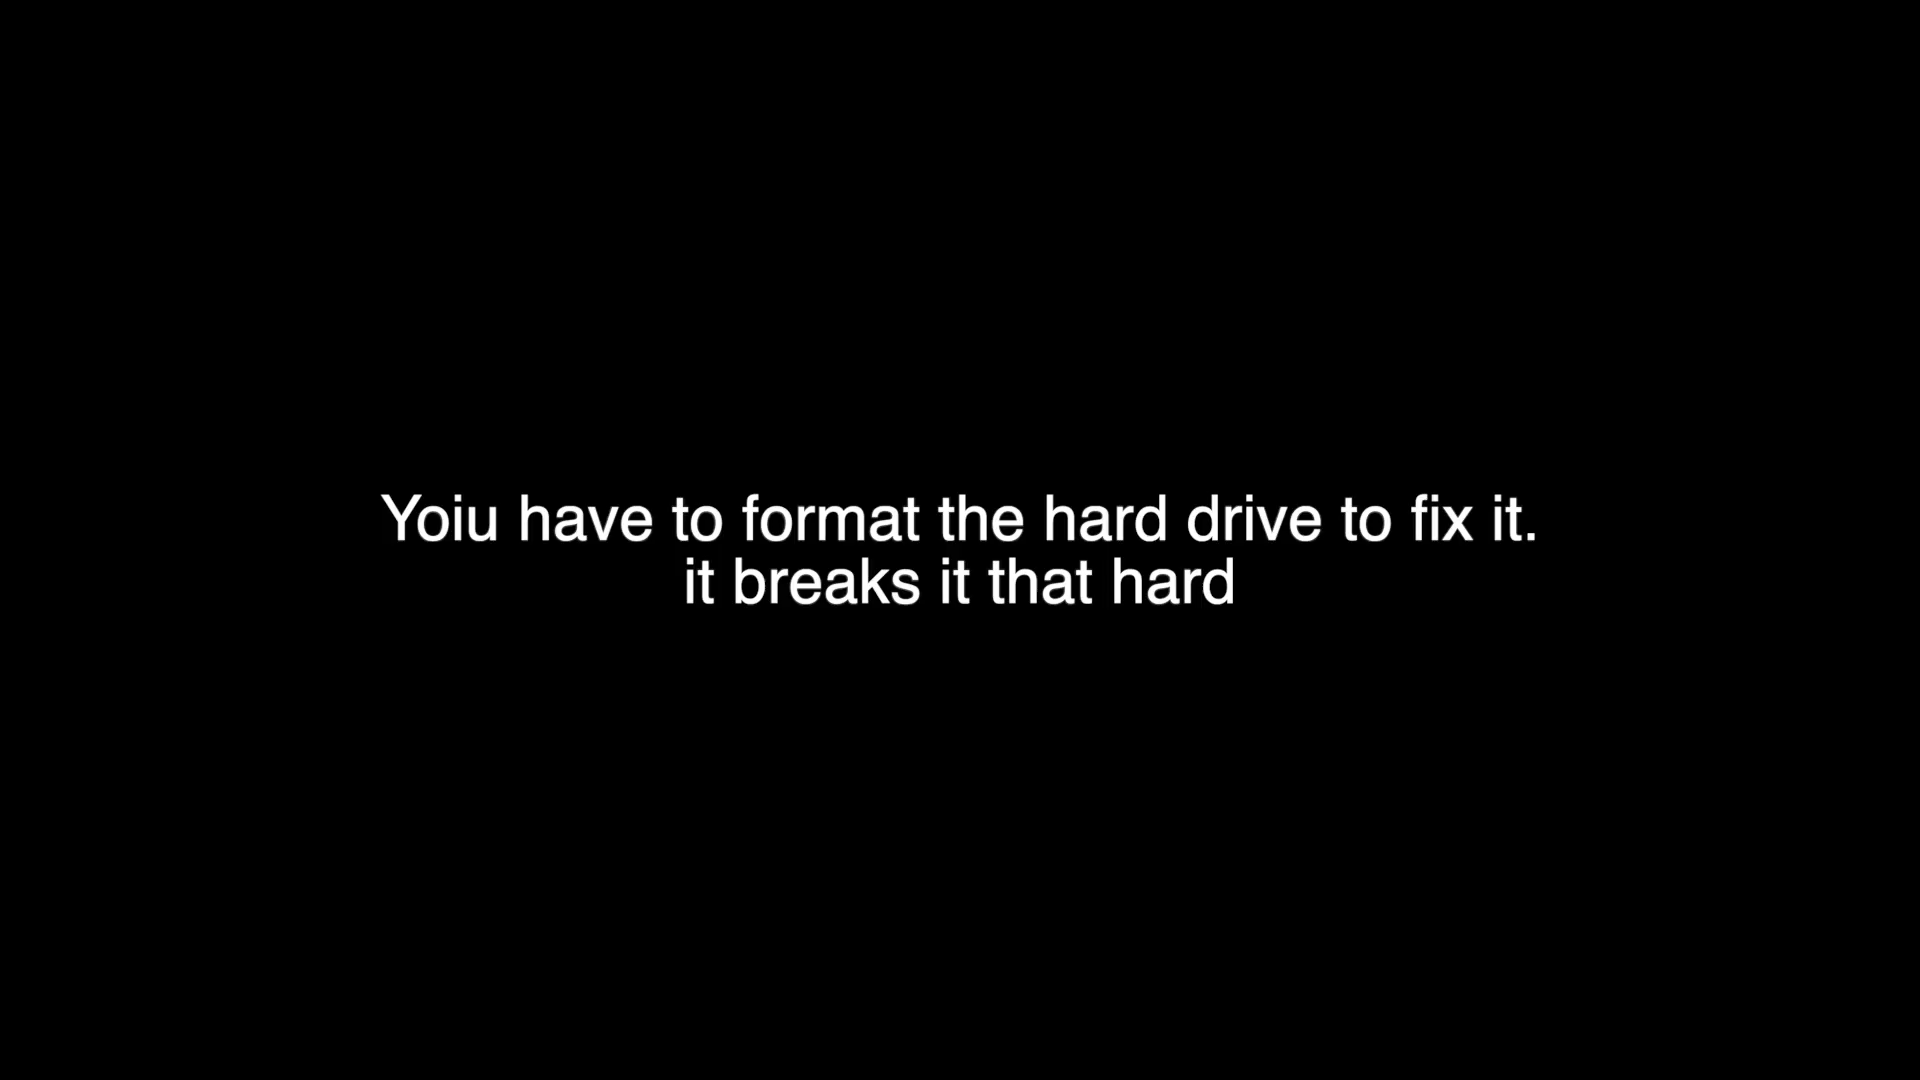 Yoiu have to format the hard drive to fix it.
it breaks it that hard